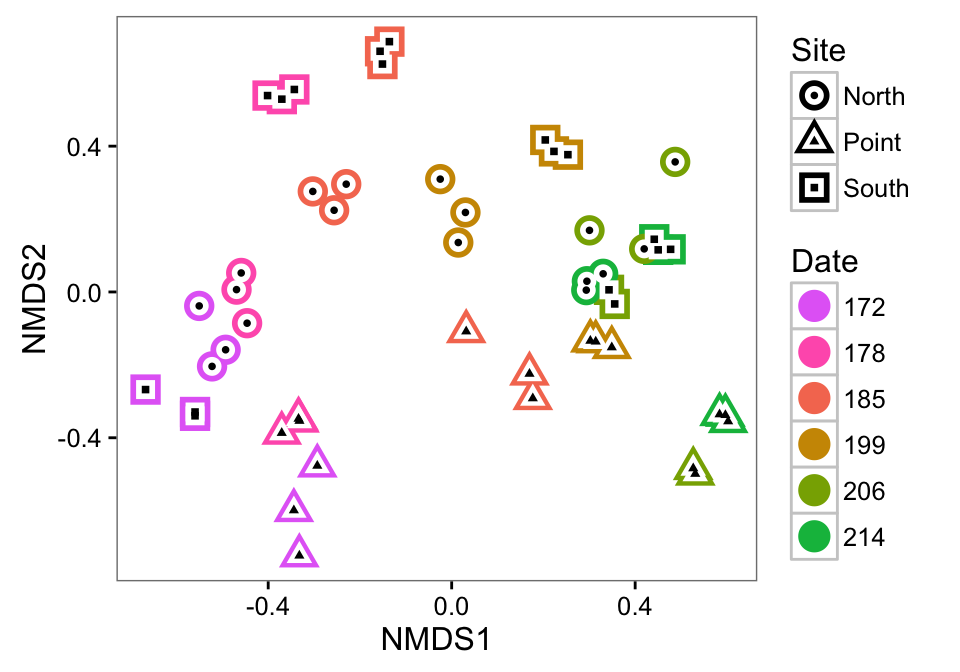 Site
North
Point
South
Date
172
178
185
199
206
214
0.4
0.0
-0.4
NMDS2
-0.4 0.0 0.4
NMDS1